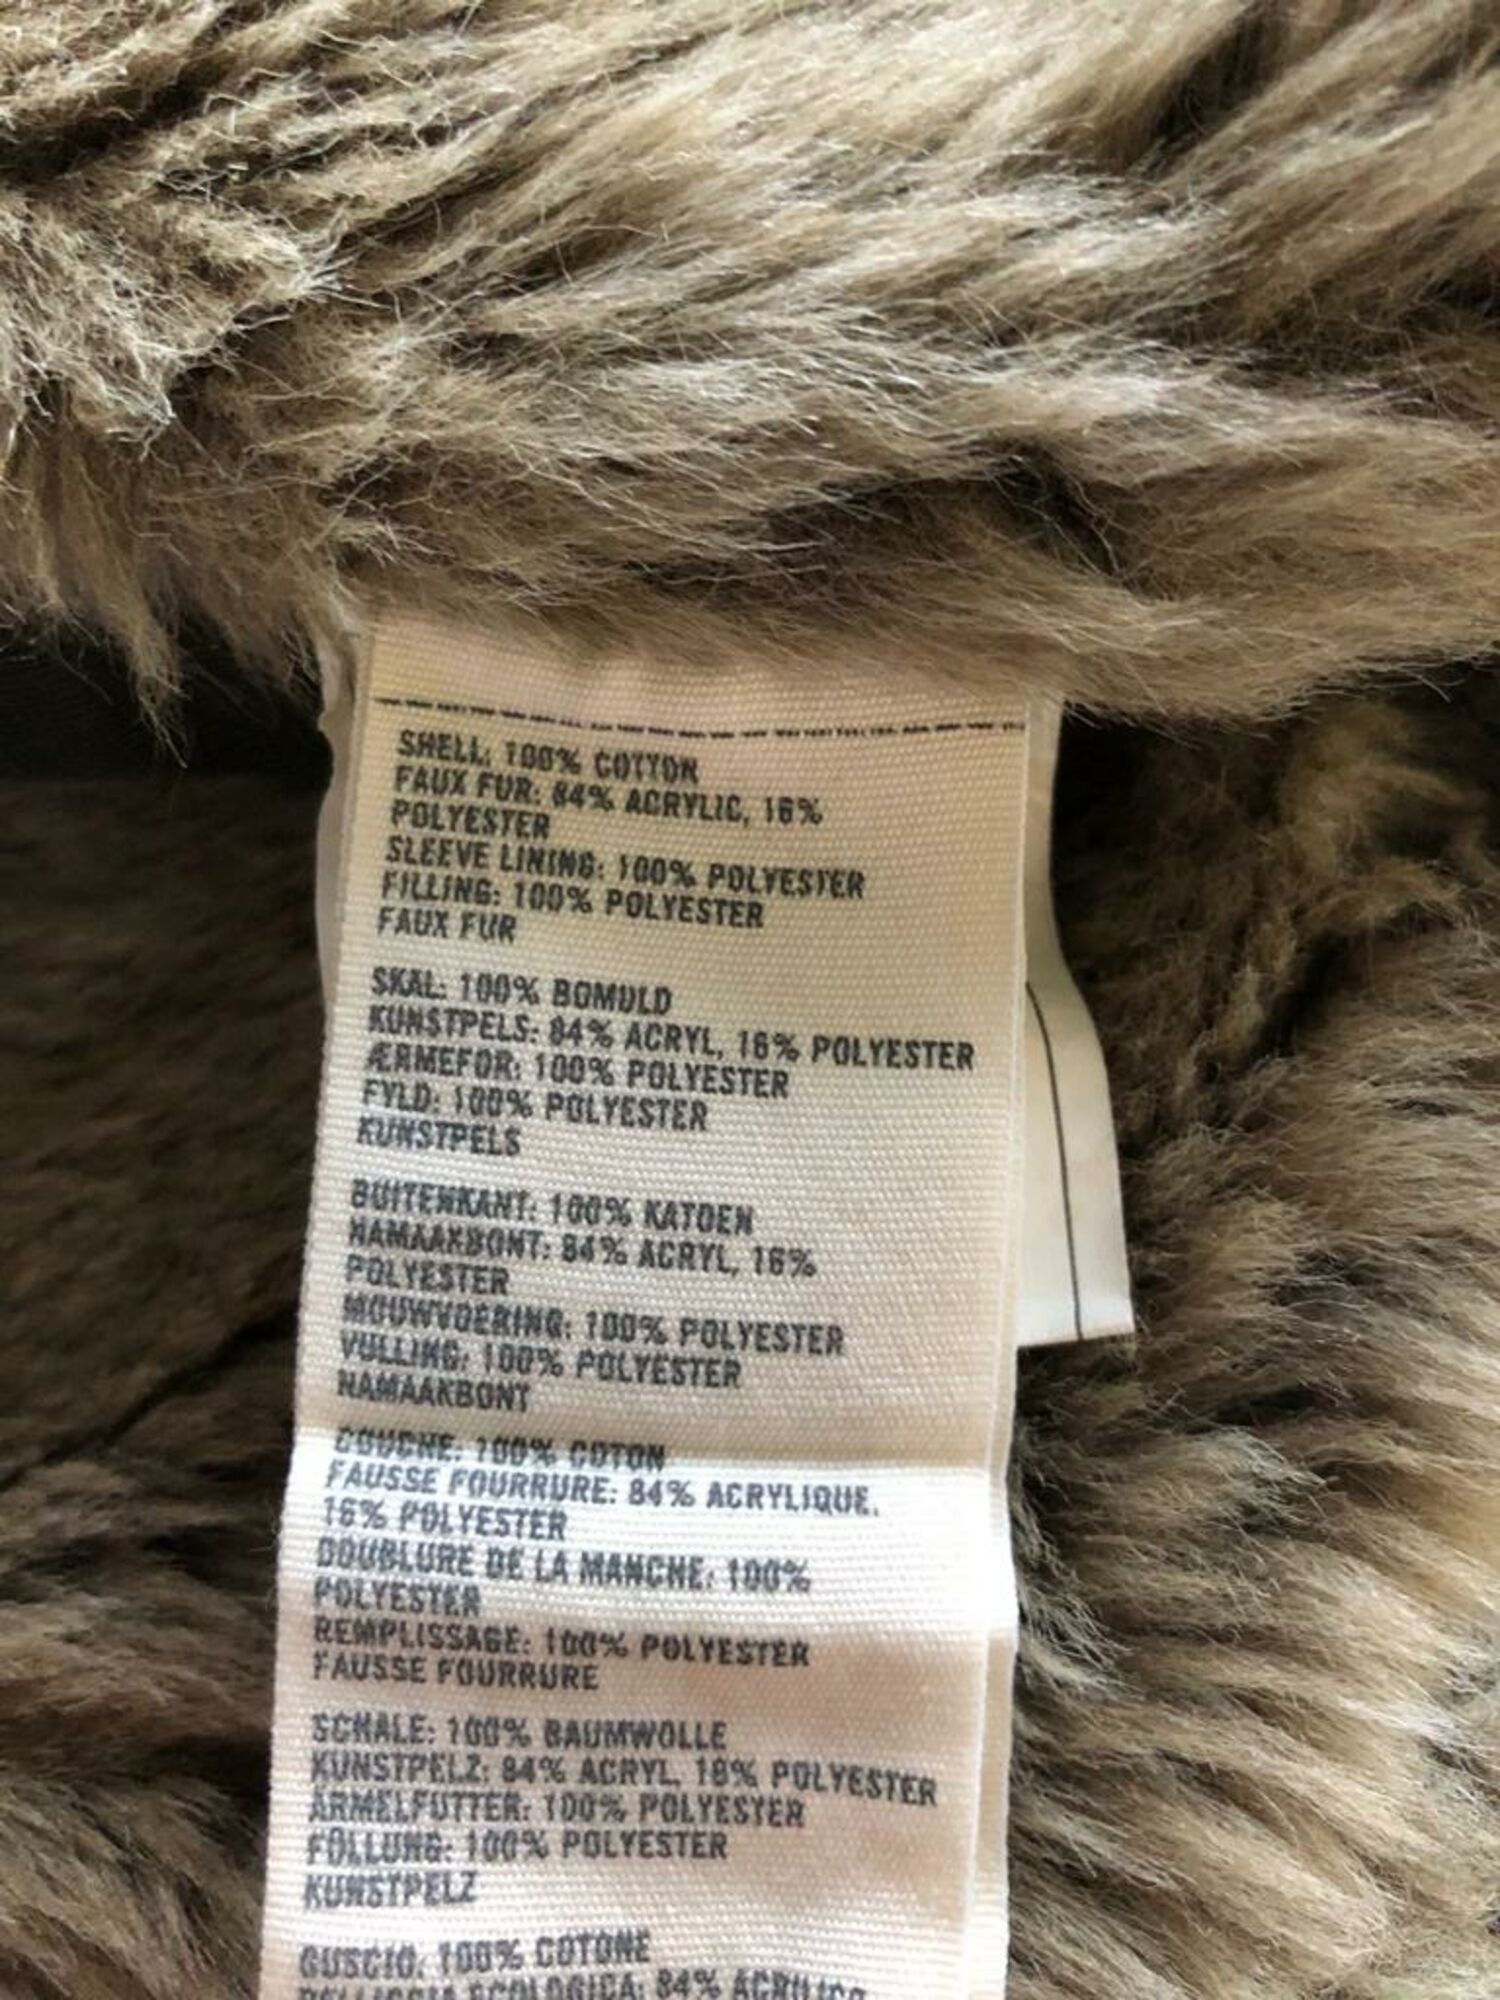 SHELL: 100% COTTON
FAUX FUR: 84% ACRYLIC, 16%
POLYESTER
SLEEVE LINING: 100% POLYESTER
FILLING: 100% POLYESTER
FAUX FUR
SKAL: 100% BOMULD
KUNSTPELS: 84% ACRYL, 16% POLYESTER
ÆRMEFOR: 100% POLYESTER
FYLD: 100% POLYESTER
KUNSTPELS
BUITENKANT: 100% KATOEN
NAMAAKBONT: 84% ACRYL, 16%
POLYESTER
MOUWVOERING: 100% POLYESTER
VULLING: 100% POLYESTER
NAMAAKBONT
COUCHE: 100% COTON
FAUSSE FOURRURE: 84% ACRYLIQUE,
16% POLYESTER
DOUBLURE DE LA MANCHE: 100%
POLYESTER
REMPLISSAGE: 100% POLYESTER
FAUSSE FOURRURE
SCHALE: 100% BAUMWOLLE
KUNSTPELZ: 84% ACRYL, 16% POLYESTER
ÄRMELFUTTER: 100% POLYESTER
FÜLLUNG: 100% POLYESTER
KUNSTPELZ
GUSCIO: 100% COTONE
ECOLOGICA: 84% ACRILICO